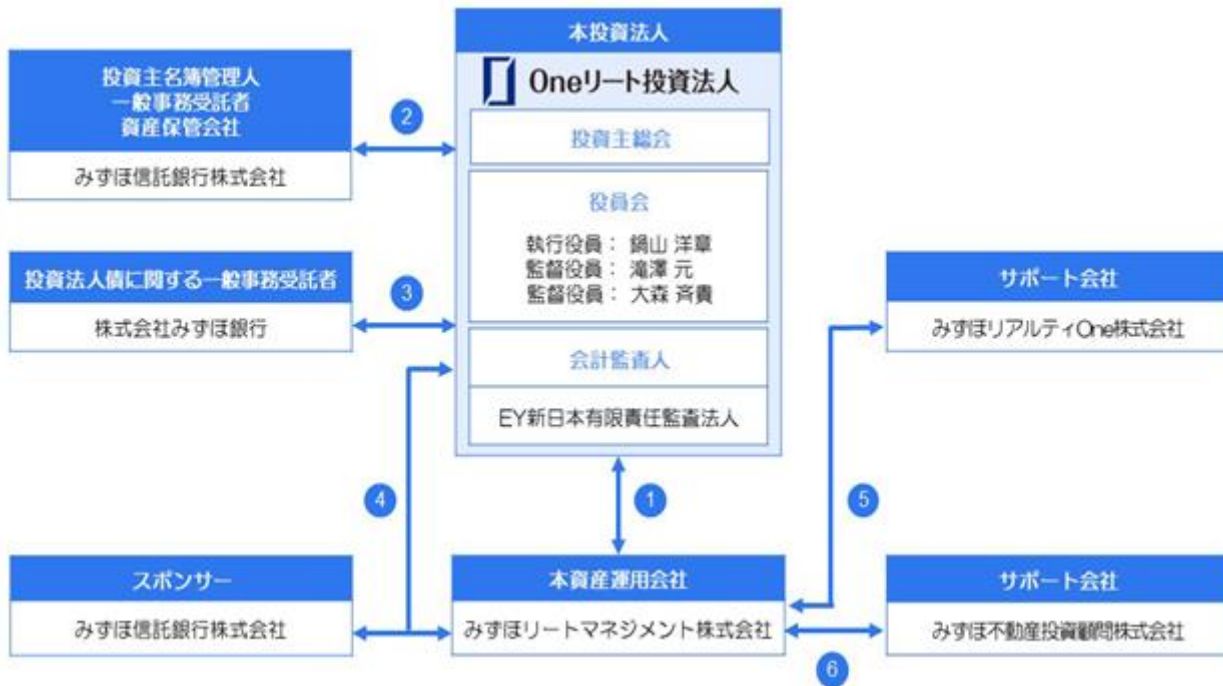 本投資法人
Oneリート投資法人
投資主総会
役員会
執行役員： 鍋山 洋章
監督役員： 滝澤 元
監督役員： 大森 斉貴
会計監査人
EY新日本有限責任監査法人
投資主名簿管理人
一般事務受託者
資産保管会社
みずほ信託銀行株式会社
2
投資法人債に関する一般事務受託者
株式会社みずほ銀行
3
サポート会社
みずほリアルティOne株式会社
4
1
5
スポンサー
みずほ信託銀行株式会社
本資産運用会社
みずほリートマネジメント株式会社
サポート会社
みずほ不動産投資顧問株式会社
6